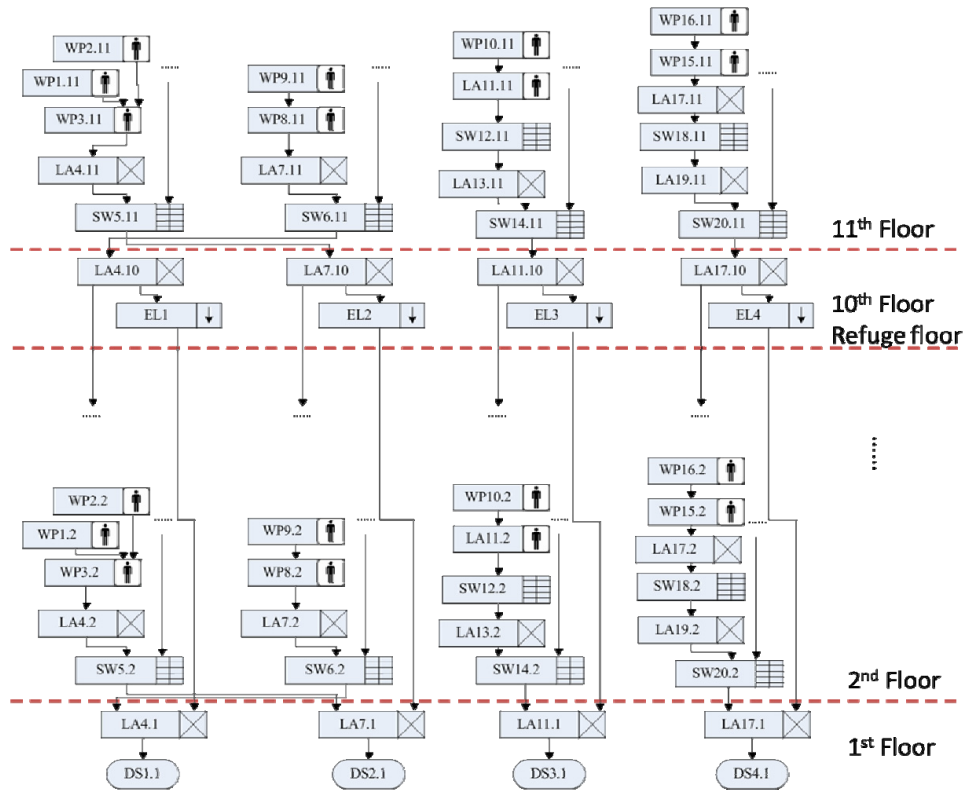 WP16.11
WP2.11
WP10.11
WP15.11
WP1.11
WP9.11
......
......
......
......
LA11.11
LA17.11
WP3.11
WP8.11
SW12.11
SW18.11
LA4.11
LA7.11
LA13.11
LA19.11
SW5.11
SW6.11
SW14.11
SW20.11
11th Floor
LA4.10
LA7.10
LA11.10
LA17.10
EL1
EL2
EL3
EL4
10th Floor
Refuge floor
......
......
......
......
......
WP16.2
WP2.2
WP10.2
WP15.2
WP1.2
......
WP9.2
......
LA11.2
......
......
LA17.2
WP3.2
WP8.2
SW12.2
SW18.2
LA4.2
LA7.2
LA13.2
LA19.2
SW5.2
SW6.2
SW14.2
SW20.2
2nd Floor
LA4.1
LA7.1
LA11.1
LA17.1
1st Floor
DS1.1
DS2.1
DS3.1
DS4.1